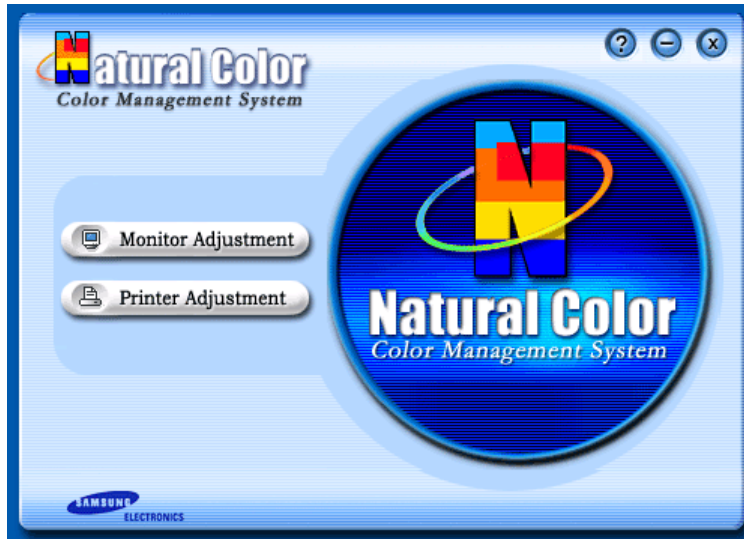 Natural Color
Color Management System
?
Monitor Adjustment
Printer Adjustment
N
Natural Color
Color Management System
SAMSUNG
ELECTRONICS